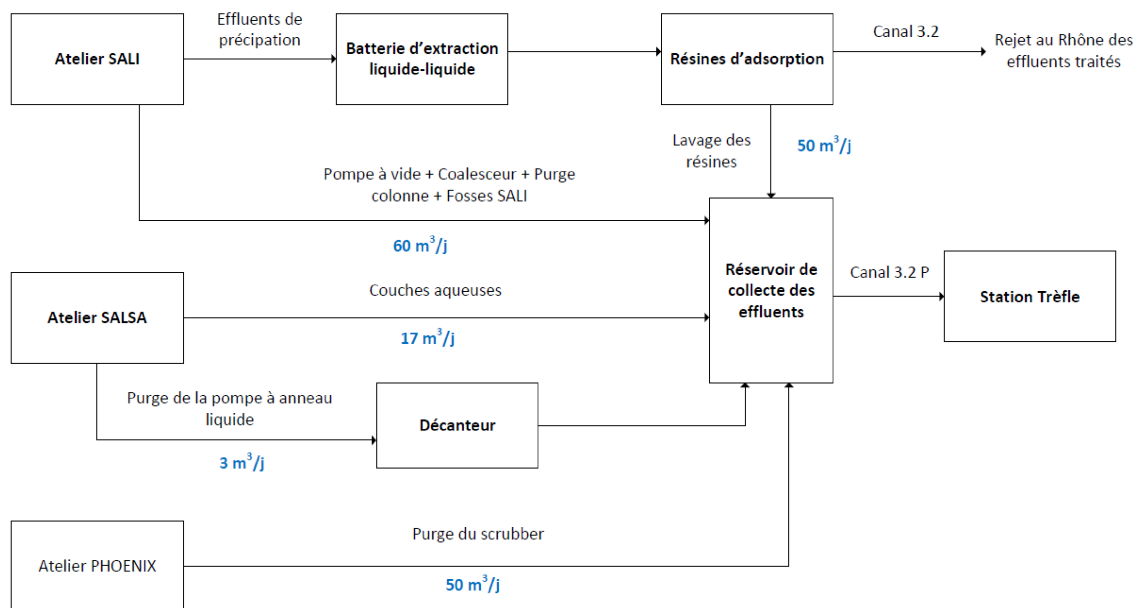 Effluents de
précipation
Atelier SALI
Batterie d'extraction
liquide-liquide
Résines d'adsorption
Canal 3.2
Rejet au Rhône des
effluents traités
Lavage des
résines
50 m³/j
Pompe à vide + Coalesceur + Purge
colonne + Fosses SALI
60 m³/j
Réservoir de
collecte des
effluents
Canal 3.2 P
Station Trèfle
Atelier SALSA
Couches aqueuses
17 m³/j
Purge de la pompe à anneau
liquide
3 m³/j
Décanteur
Atelier PHOENIX
Purge du scrubber
50 m³/j